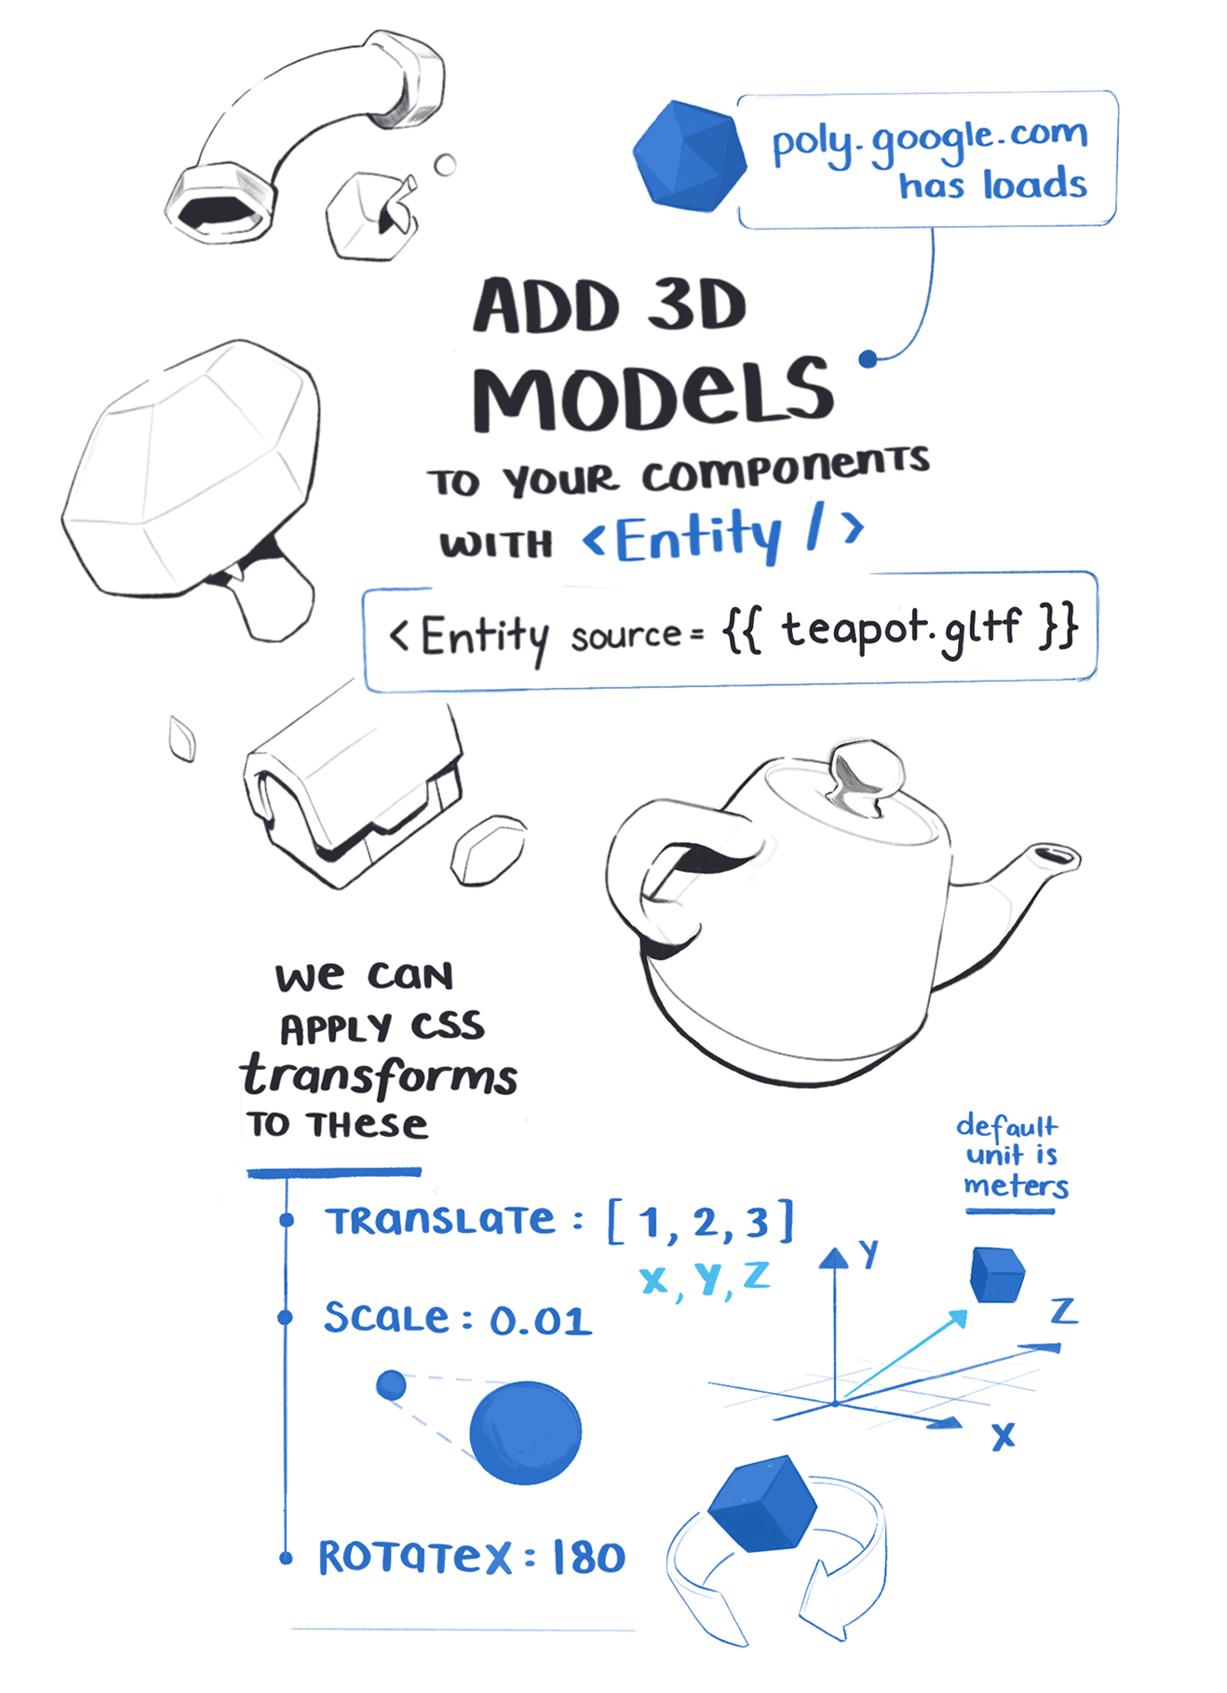 poly.google.com
has loads
ADD 3D
MODELS
TO YOUR COMPONENTS
WITH <Entity />
<Entity source= {{ teapot.gltf }}
We can
APPLY CSS
transforms
TO THese
default
unit is
meters
TRANSLATE : [ 1, 2, 3 ]
X, Y, Z
SCALE : 0.01
ROTATEX : 180
Y
Z
X